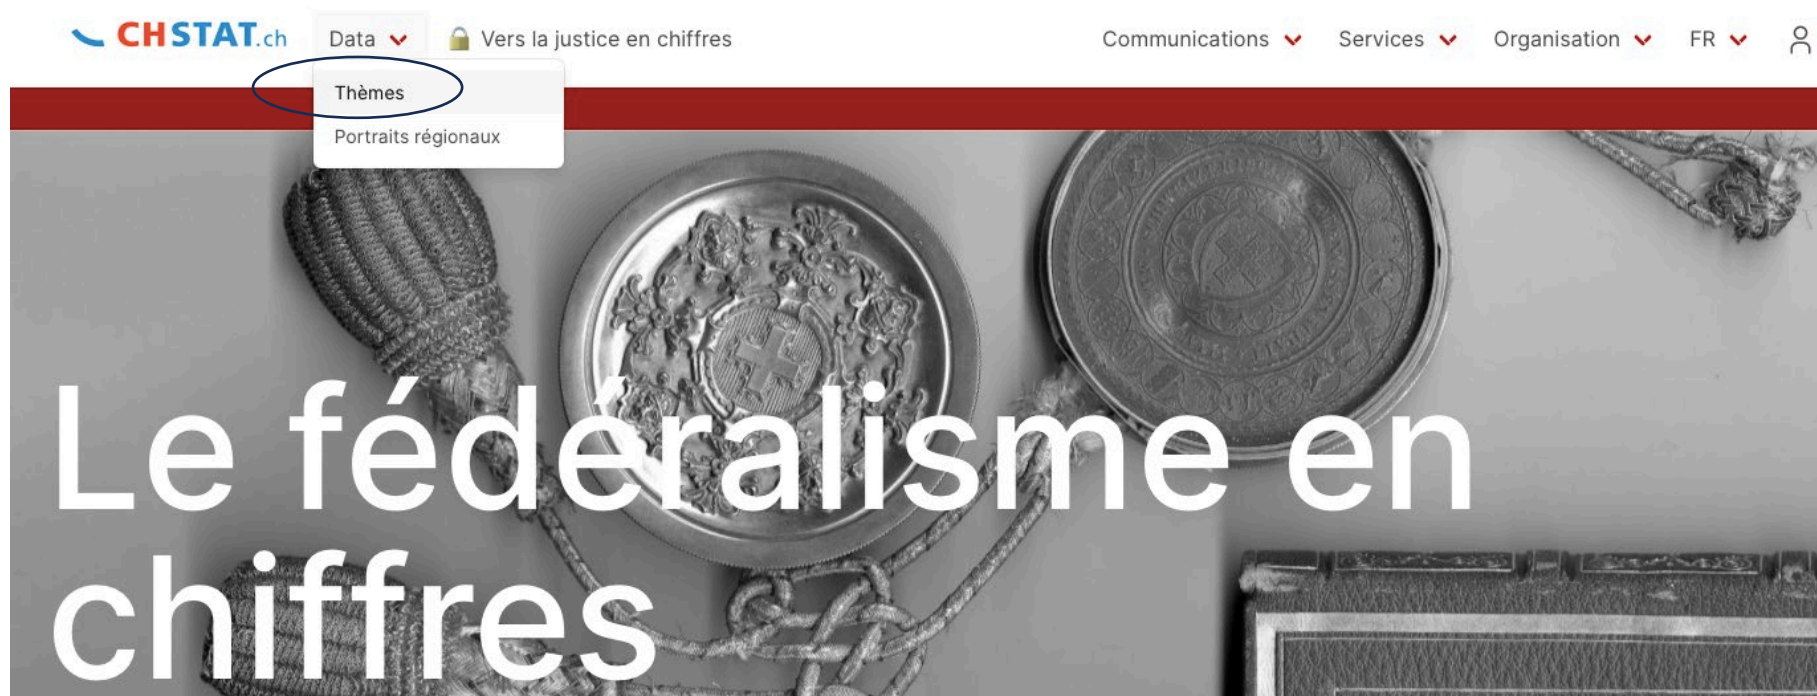 CHSTAT.ch
Data
Vers la justice en chiffres
Communications
Services
Organisation
FR
Thèmes
Portraits régionaux
Le fédéralisme en
chiffres